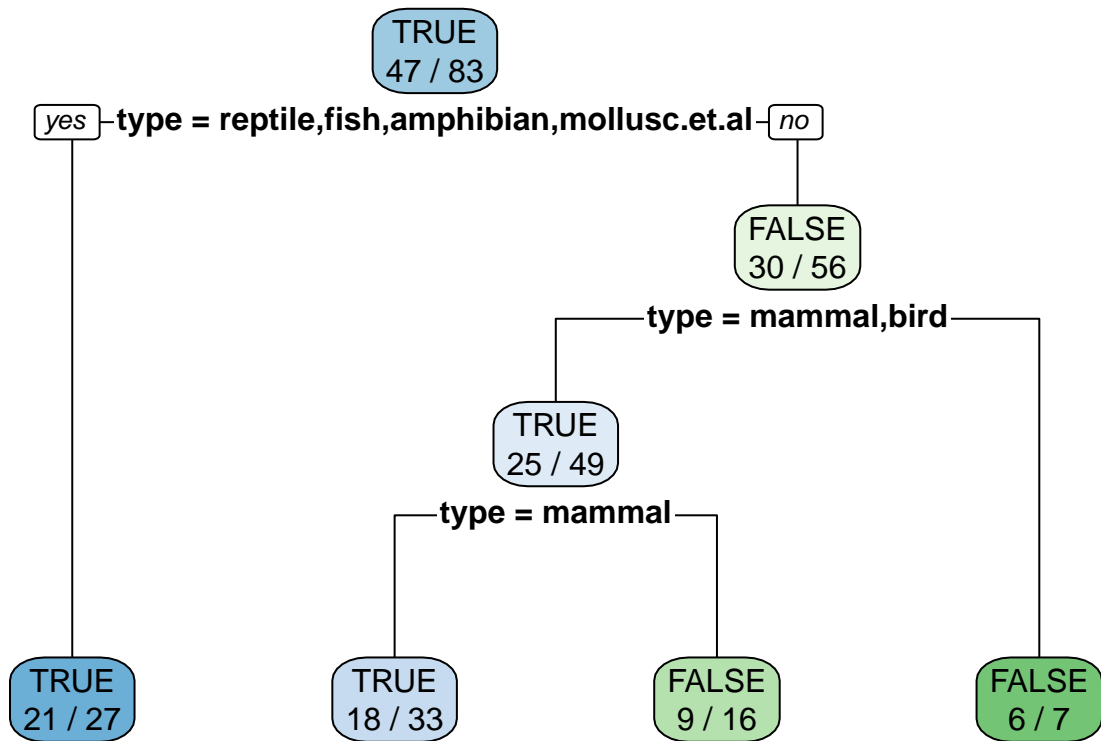 TRUE
47 / 83
yes type = reptile,fish,amphibian,mollusc.et.al no
FALSE
30 / 56
type = mammal,bird
TRUE
25 / 49
type = mammal
TRUE
21 / 27
TRUE
18 / 33
FALSE
9 / 16
FALSE
6 / 7